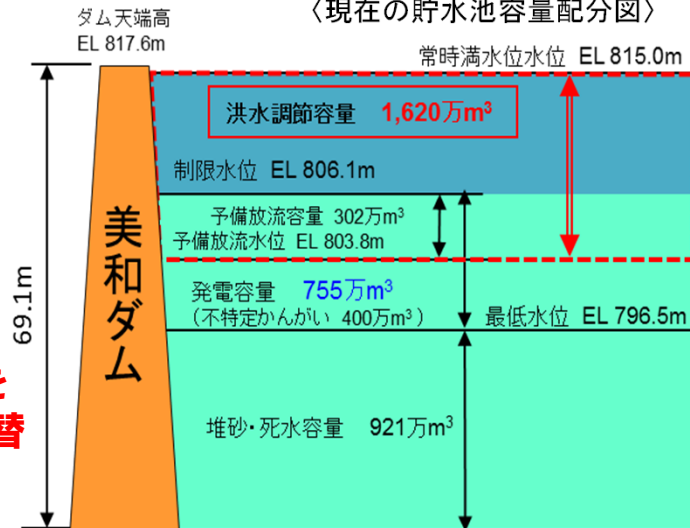 〈現在の貯水池容量配分図〉
ダム天端高
EL 817.6m
常時満水位水位 EL 815.0m
洪水調節容量 1,620万m³
制限水位 EL 806.1m
予備放流容量 302万m³
予備放流水位 EL 803.8m
発電容量 755万m³
(不特定かんがい 400万m³)
最低水位 EL 796.5m
堆砂・死水容量 921万m³
美和ダム
69.1m
と
替